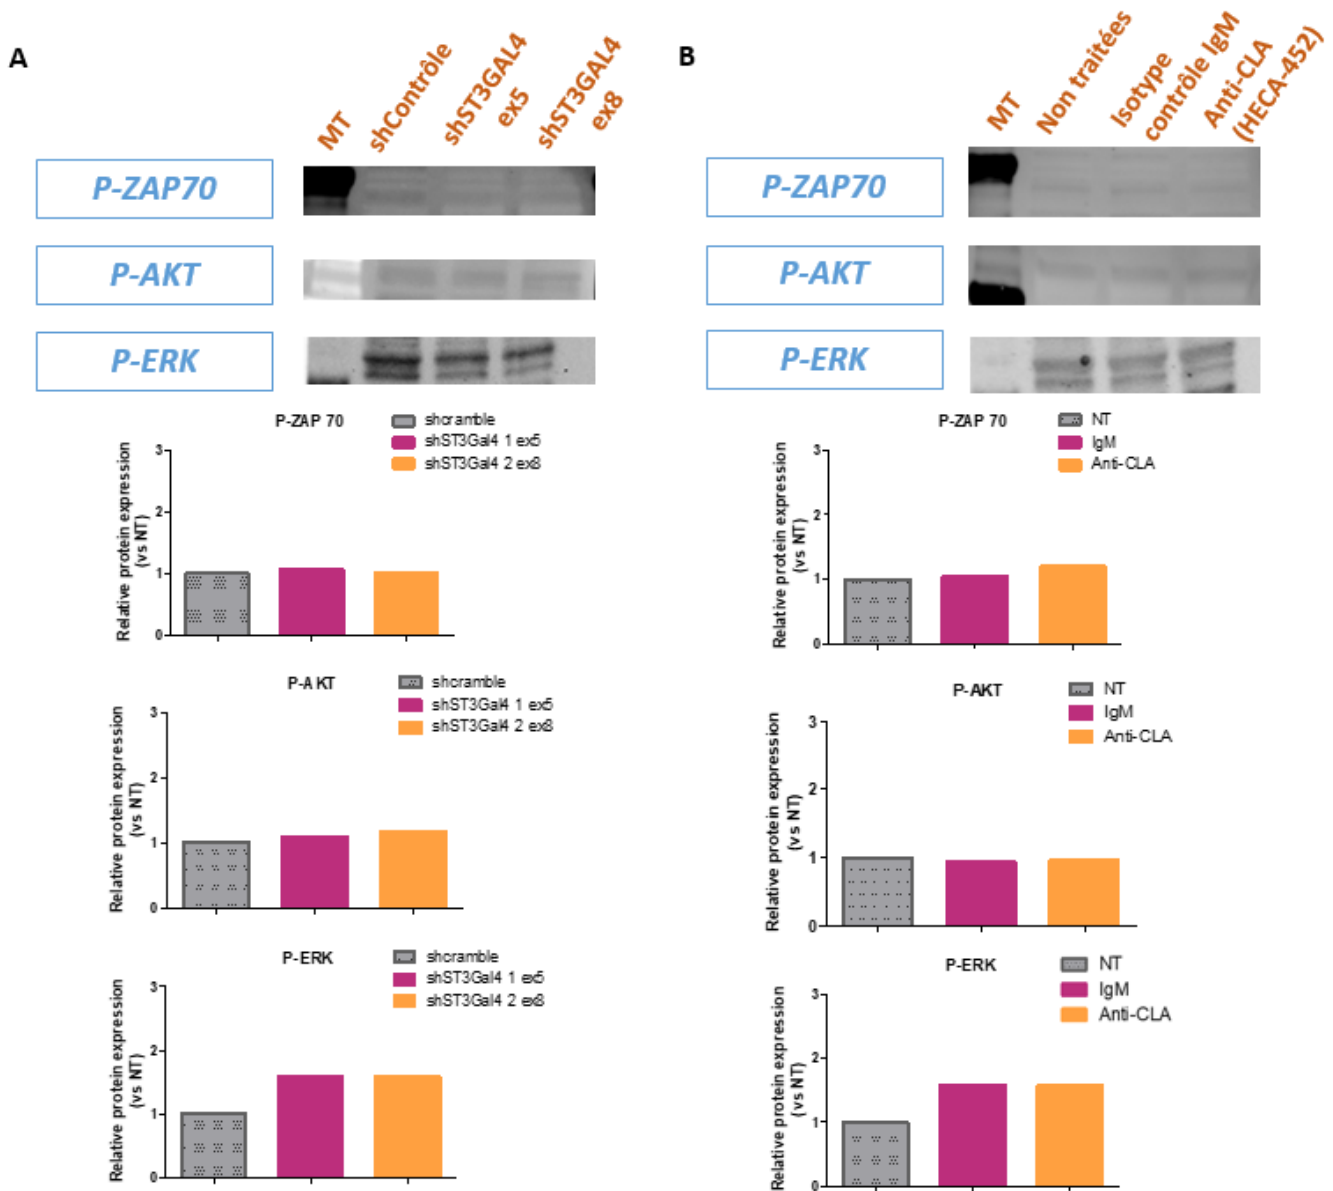 A
MT
shContrôle
shST3GAL4
ex5
shST3GAL4
ex8
P-ZAP70
P-AKT
P-ERK
P-ZAP 70
shcramble
shST3Gal4 1 ex5
shST3Gal4 2 ex8
Relative protein expression
(vs NT)
3
2
1
0
P-AKT
shcramble
shST3Gal4 1 ex5
shST3Gal4 2 ex8
Relative protein expression
(vs NT)
3
2
1
0
P-ERK
shcramble
shST3Gal4 1 ex5
shST3Gal4 2 ex8
Relative protein expression
(vs NT)
3
2
1
0
B
MT
Non traitées
Isotype
contrôle IgM
Anti-CLA
(HECA-452)
P-ZAP70
P-AKT
P-ERK
P-ZAP 70
NT
IgM
Anti-CLA
Relative protein expression
(vs NT)
3
2
1
0
P-AKT
NT
IgM
Anti-CLA
Relative protein expression
(vs NT)
3
2
1
0
P-ERK
NT
IgM
Anti-CLA
Relative protein expression
(vs NT)
3
2
1
0